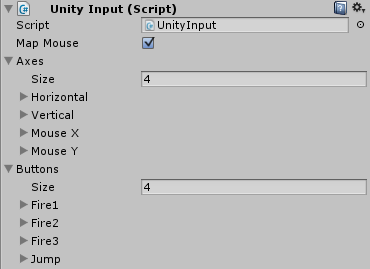 Unity Input (Script)
Script UnityInput
Map Mouse
Axes
Size 4
Horizontal
Vertical
Mouse X
Mouse Y
Buttons
Size 4
Fire1
Fire2
Fire3
Jump